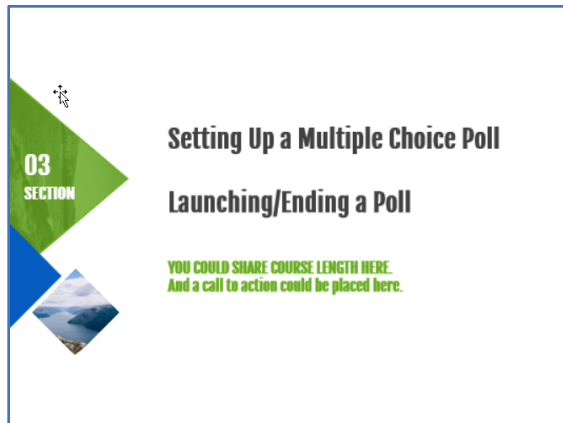 03
SECTION
Setting Up a Multiple Choice Poll
Launching/Ending a Poll
YOU COULD SHARE COURSE LENGTH HERE.
And a call to action could be placed here.